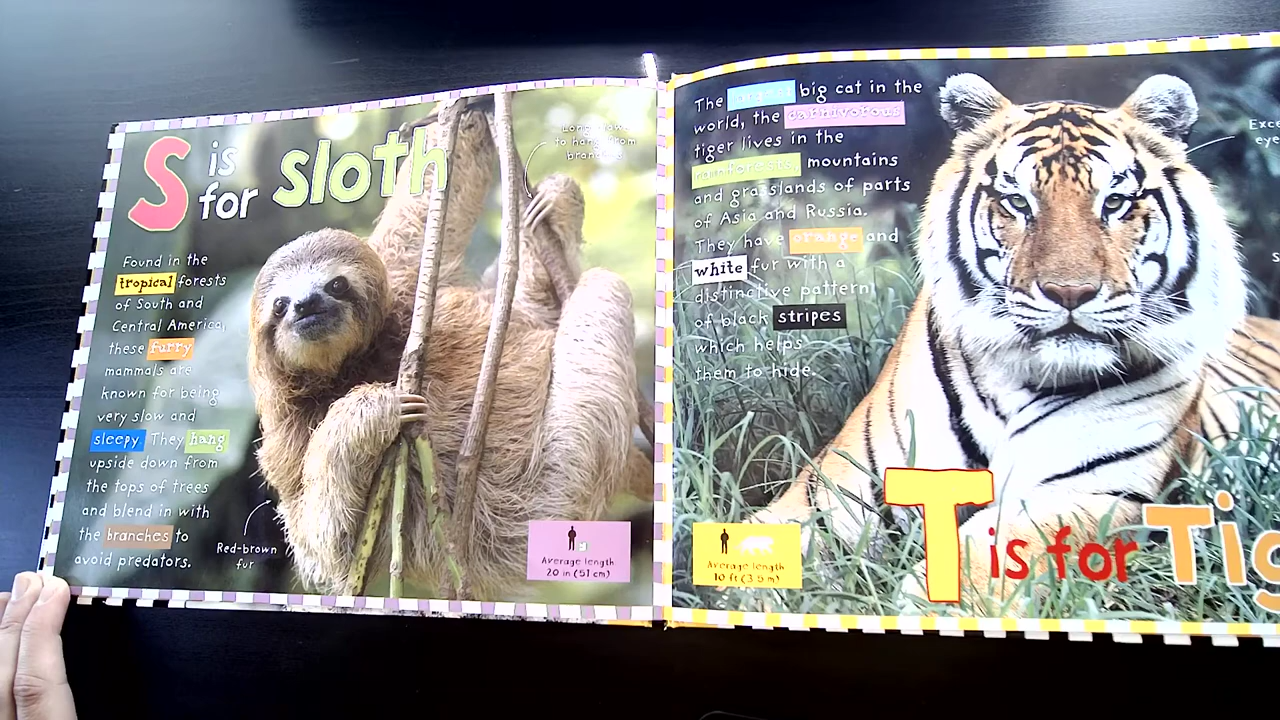 S is
for sloth
Long claws
to hang from
branches
Found in the
tropical forests
of South and
Central America,
these furry
mammals are
known for being
very slow and
sleepy. They hang
upside down from
the tops of trees
and blend in with
the branches to
avoid predators.
Red-brown
fur
Average length
20 in (51 cm)
The largest big cat in the
world, the carnivorous
tiger lives in the
rainforests, mountains
and grasslands of parts
of Asia and Russia.
They have orange and
white fur with a
distinctive pattern
of black stripes
which helps
them to hide.
Average length
10 ft (3.5 m)
T is for Tig